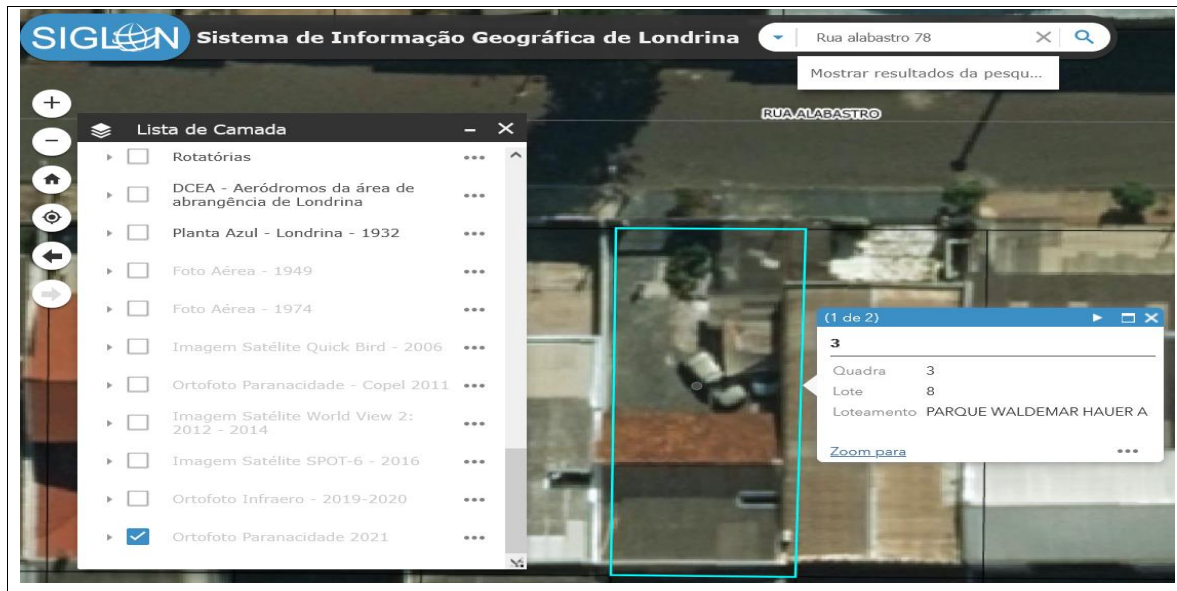 SIGLON Sistema de Informação Geográfica de Londrina
Rua alabastro 78
Mostrar resultados da pesqu...
RUA ALABASTRO
Lista de Camada
Rotatórias
DCEA - Aeródromos da área de
abrangência de Londrina
Planta Azul - Londrina - 1932
Foto Aérea - 1949
Foto Aérea - 1974
Imagem Satélite Quick Bird - 2006
Ortofoto Paranacidade - Copel 2011
Imagem Satélite World View 2:
2012 - 2014
Imagem Satélite SPOT-6 - 2016
Ortofoto Infraero - 2019-2020
Ortofoto Paranacidade 2021
(1 de 2)
3
Quadra 3
Lote 8
Loteamento PARQUE WALDEMAR HAUER A
Zoom para